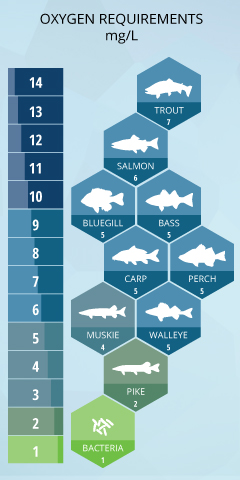 OXYGEN REQUIREMENTS
mg/L
14
13
12
11
10
9
8
7
6
5
4
3
2
1
TROUT
7
SALMON
6
BLUEGILL
5
BASS
5
CARP
5
PERCH
5
MUSKIE
4
WALLEYE
5
PIKE
2
BACTERIA
1